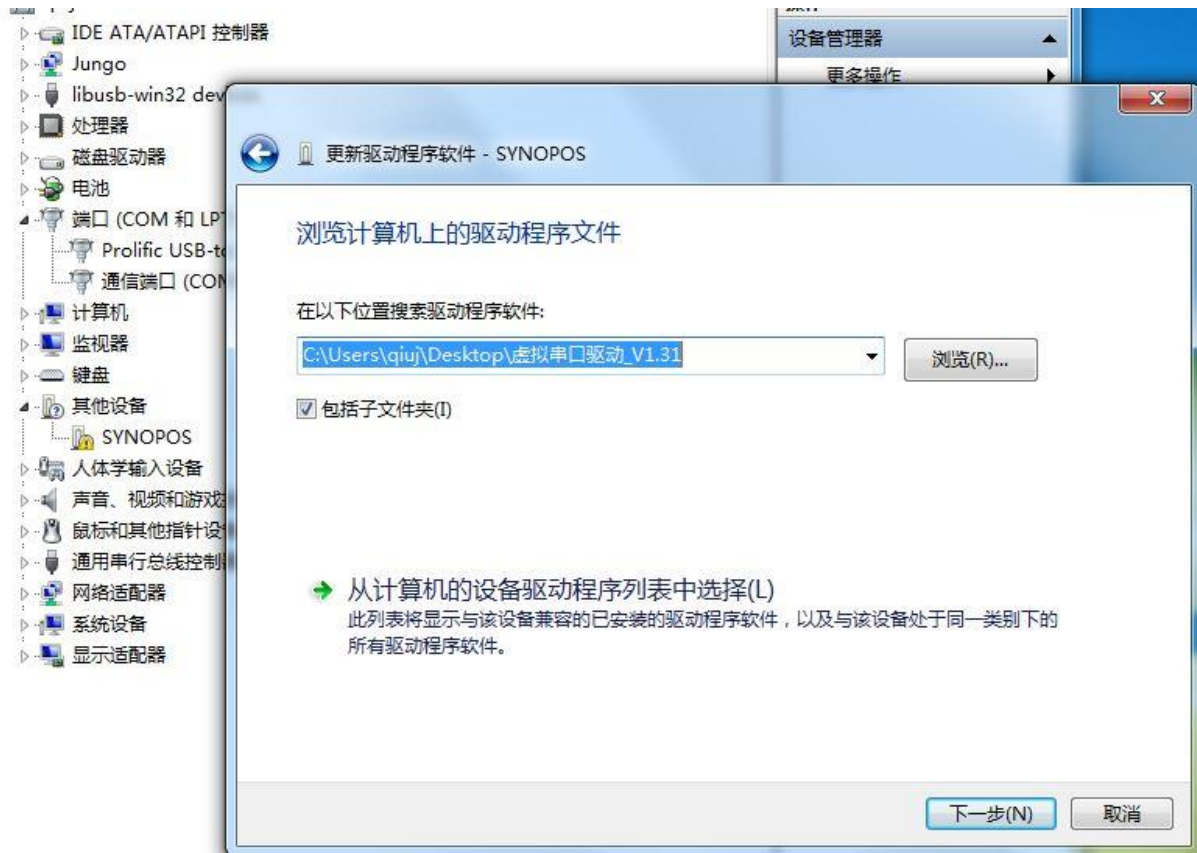 IDE ATA/ATAPI 控制器
Jungo
libusb-win32 dev
处理器
磁盘驱动器
电池
端口 (COM 和 LPT
Prolific USB-to
通信端口 (COM
计算机
监视器
键盘
其他设备
SYNOPOS
人体学输入设备
声音、视频和游戏
鼠标和其他指针设
通用串行总线控制
网络适配器
系统设备
显示适配器
设备管理器
更多操作
更新驱动程序软件 - SYNOPOS
浏览计算机上的驱动程序文件
在以下位置搜索驱动程序软件:
C:\Users\qiuj\Desktop\虚拟串口驱动_V1.31
浏览(R)...
包括子文件夹(I)
从计算机的设备驱动程序列表中选择(L)
此列表将显示与该设备兼容的已安装的驱动程序软件，以及与该设备处于同一类别下的
所有驱动程序软件。
下一步(N)
取消